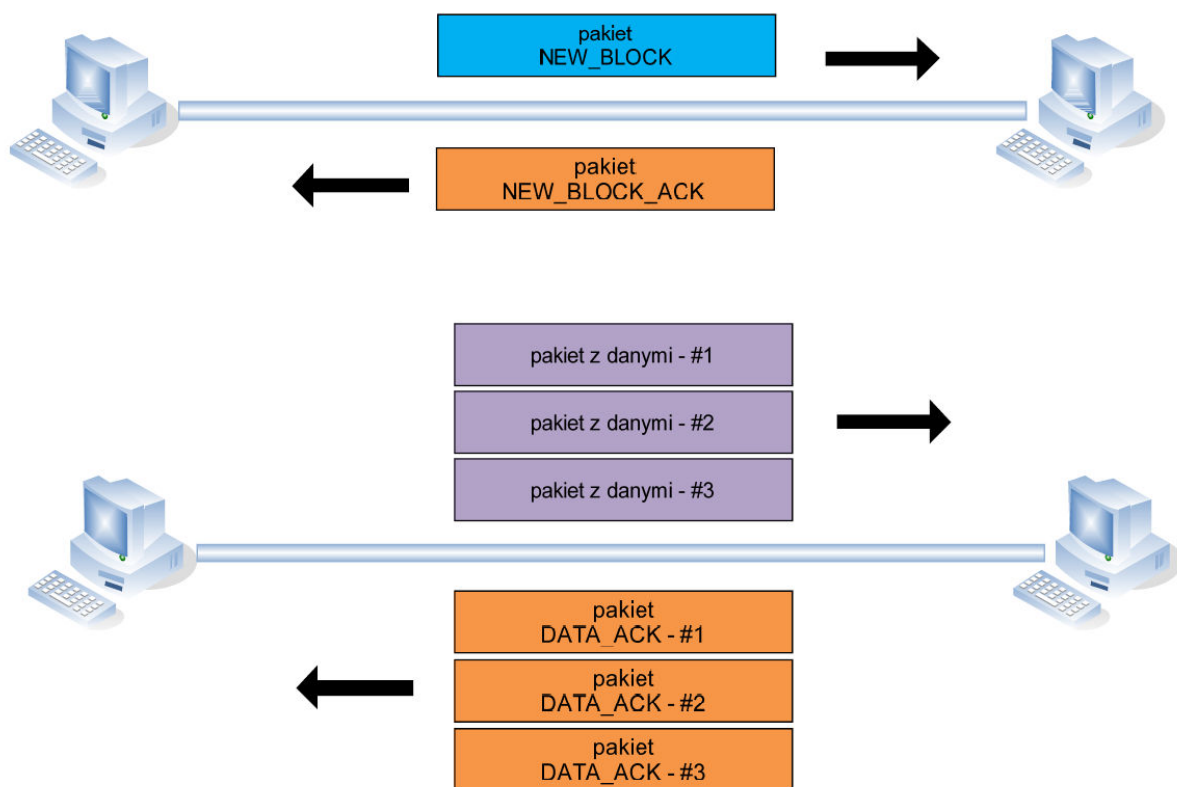 pakiet
NEW_BLOCK
pakiet
NEW_BLOCK_ACK
pakiet z danymi - #1
pakiet z danymi - #2
pakiet z danymi - #3
pakiet
DATA_ACK - #1
pakiet
DATA_ACK - #2
pakiet
DATA_ACK - #3